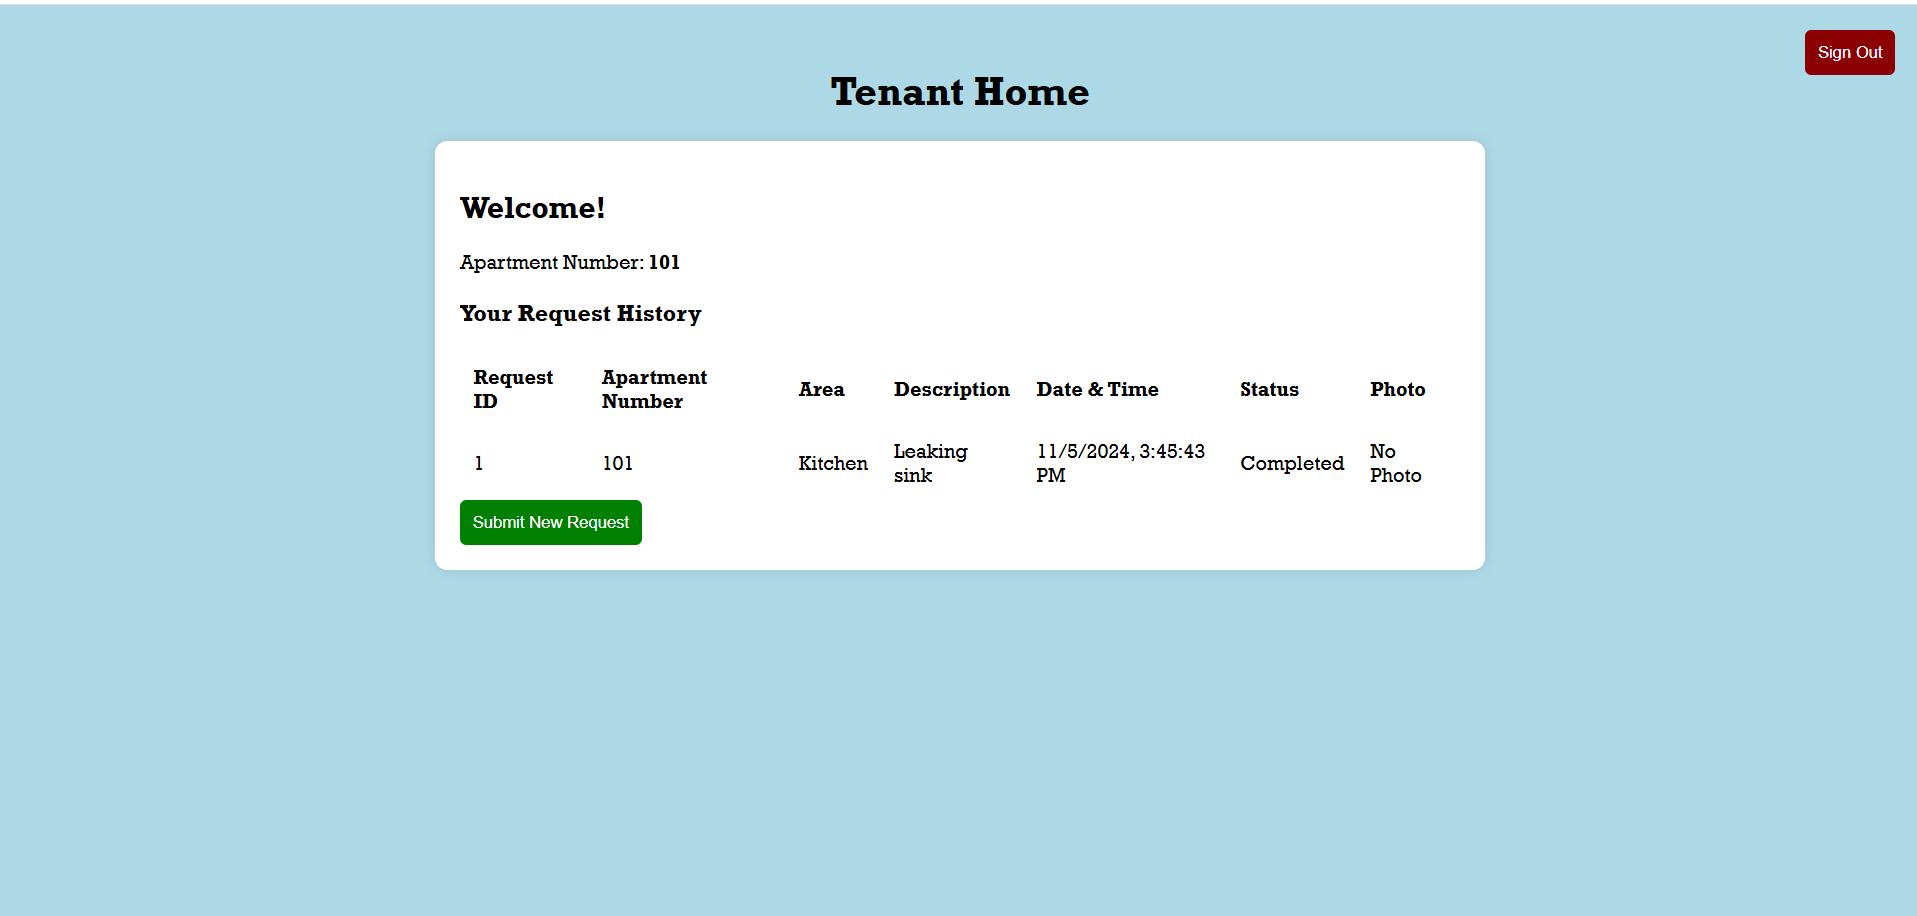 Sign Out
Tenant Home
Welcome!
Apartment Number: 101
Your Request History
Request ID Apartment Number Area Description Date & Time Status Photo
1 101 Kitchen Leaking sink 11/5/2024, 3:45:43 PM Completed No Photo
Submit New Request